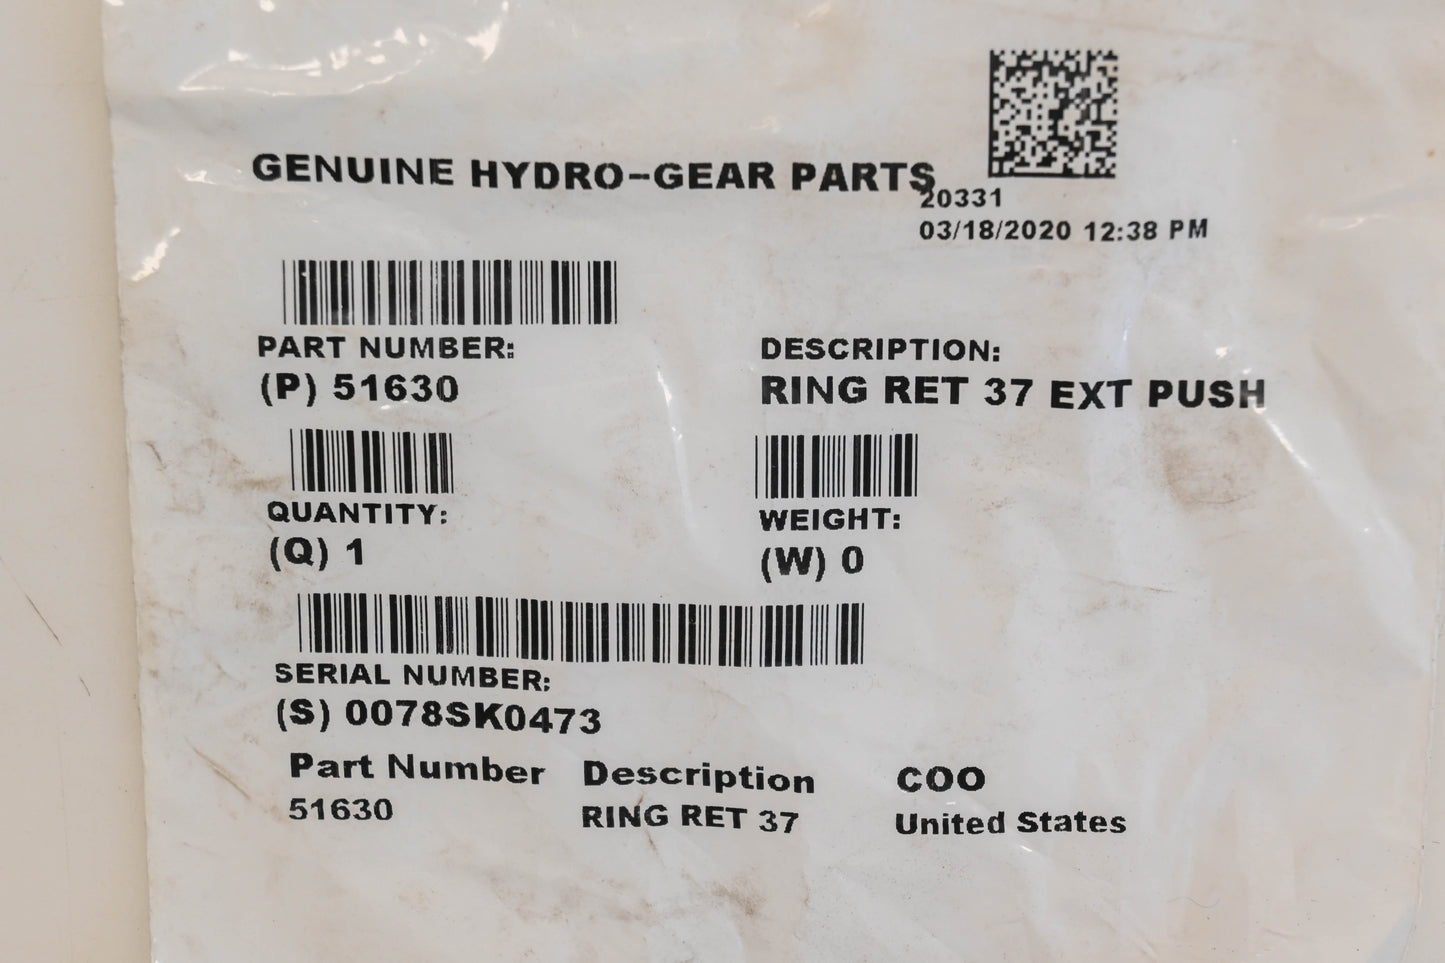 GENUINE HYDRO-GEAR PARTS
20331
03/18/2020 12:38 PM
PART NUMBER:
(P) 51630
DESCRIPTION:
RING RET 37 EXT PUSH
QUANTITY:
(Q) 1
WEIGHT:
(W) 0
SERIAL NUMBER:
(S) 0078SK0473
Part Number Description COO
51630 RING RET 37 United States